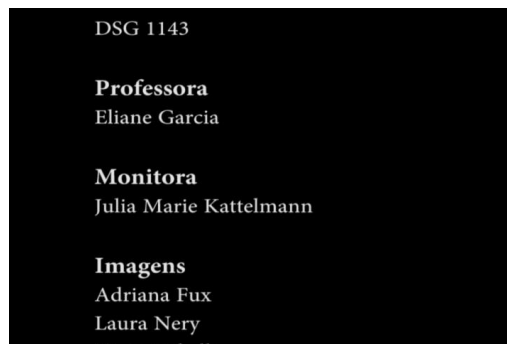 DSG 1143
Professora
Eliane Garcia
Monitora
Julia Marie Kattelmann
Imagens
Adriana Fux
Laura Nery